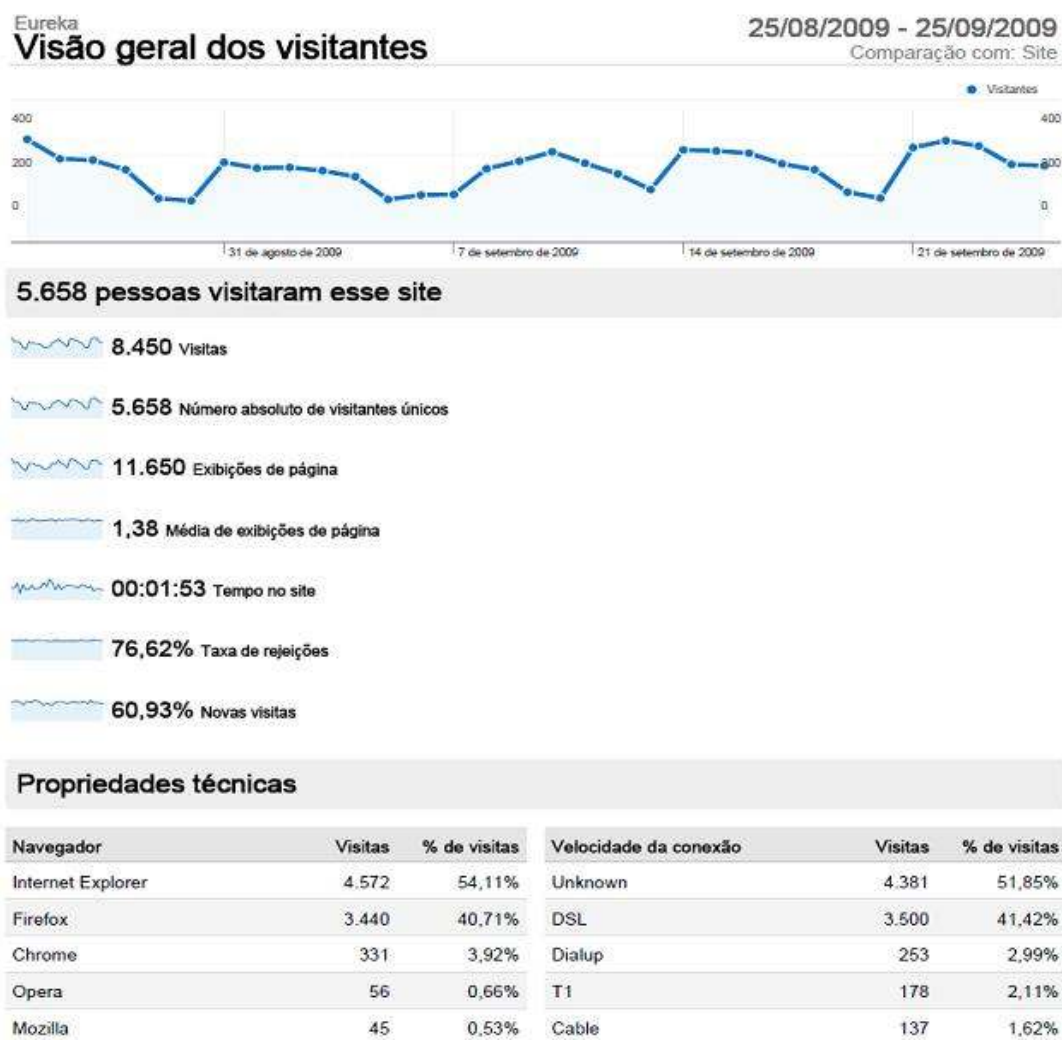 Eureka
Visão geral dos visitantes
25/08/2009 - 25/09/2009
Comparação com: Site
Visitantes
400 400
200 200
0 0
31 de agosto de 2009 7 de setembro de 2009 14 de setembro de 2009 21 de setembro de 2009
5.658 pessoas visitaram esse site
8.450 Visitas
5.658 Número absoluto de visitantes únicos
11.650 Exibições de página
1,38 Média de exibições de página
00:01:53 Tempo no site
76,62% Taxa de rejeições
60,93% Novas visitas
Propriedades técnicas
Navegador Visitas % de visitas Velocidade da conexão Visitas % de visitas
Internet Explorer 4.572 54,11% Unknown 4.381 51,85%
Firefox 3.440 40,71% DSL 3.500 41,42%
Chrome 331 3,92% Dialup 253 2,99%
Opera 56 0,66% T1 178 2,11%
Mozilla 45 0,53% Cable 137 1,62%